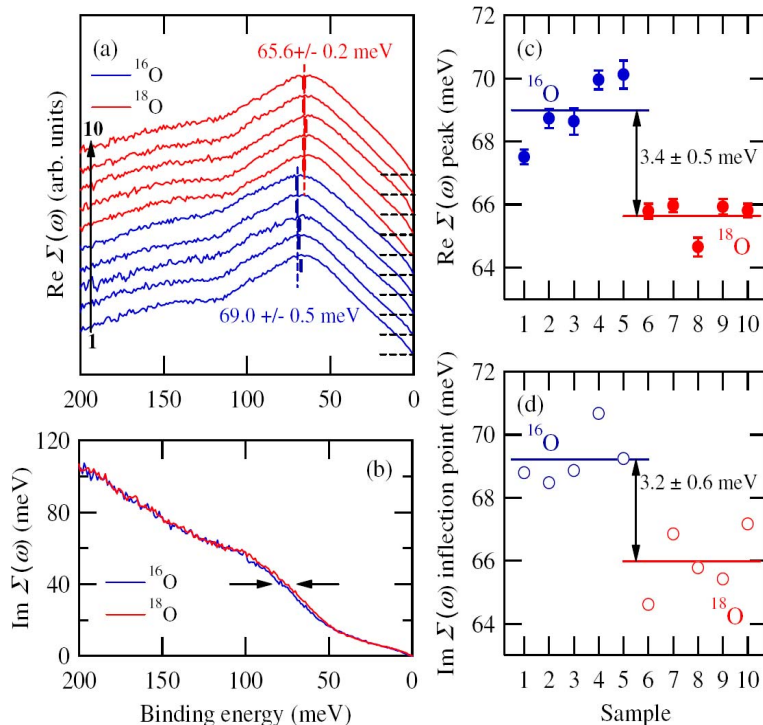 (a)
65.6+/- 0.2 meV
16O
18O
10
1
69.0 +/- 0.5 meV
Re Σ(ω) (arb. units)
200 150 100 50 0
(b)
120
80
40
0
Im Σ(ω) (meV)
16O
18O
200 150 100 50 0
Binding energy (meV)
(c)
72
70
68
66
64
Re Σ(ω) peak (meV)
16O
3.4 ± 0.5 meV
18O
1 2 3 4 5 6 7 8 9 10
(d)
72
69
66
63
Im Σ(ω) inflection point (meV)
16O
3.2 ± 0.6 meV
18O
1 2 3 4 5 6 7 8 9 10
Sample